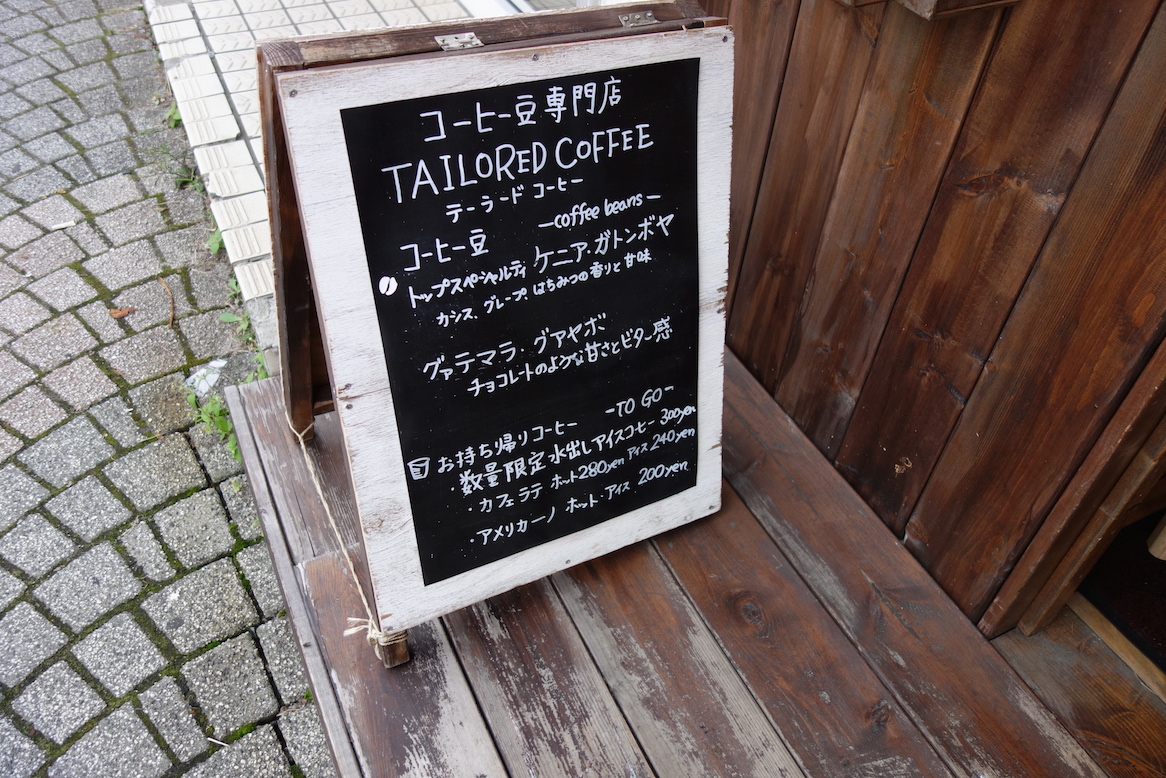 コーヒー豆専門店
TAILORED COFFEE
テーラード コーヒー
コーヒー豆 -coffee beans-
トップスペシャルティ ケニア・ガトンボヤ
カシス、グレープ、はちみつの香りと甘味
グァテマラ・グアヤボ
チョコレートのような甘さとビター感
-TO GO-
お持ち帰りコーヒー
・数量限定水出しアイスコーヒー 300yen
・カフェラテ ホット280yen アイス 240yen
・アメリカーノ ホット・アイス 200yen